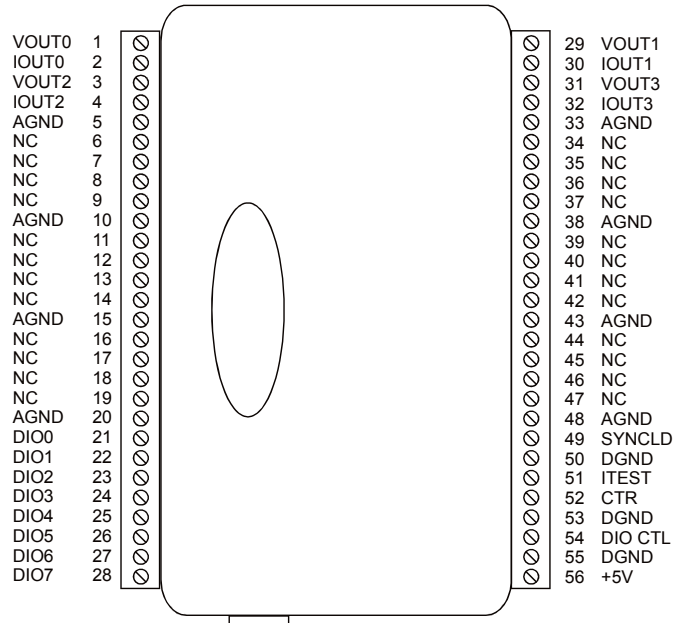 VOUT0 1
IOUT0 2
VOUT2 3
IOUT2 4
AGND 5
NC 6
NC 7
NC 8
NC 9
AGND 10
NC 11
NC 12
NC 13
NC 14
AGND 15
NC 16
NC 17
NC 18
NC 19
AGND 20
DIO0 21
DIO1 22
DIO2 23
DIO3 24
DIO4 25
DIO5 26
DIO6 27
DIO7 28
29 VOUT1
30 IOUT1
31 VOUT3
32 IOUT3
33 AGND
34 NC
35 NC
36 NC
37 NC
38 AGND
39 NC
40 NC
41 NC
42 NC
43 AGND
44 NC
45 NC
46 NC
47 NC
48 AGND
49 SYNCLD
50 DGND
51 ITEST
52 CTR
53 DGND
54 DIO CTL
55 DGND
56 +5V